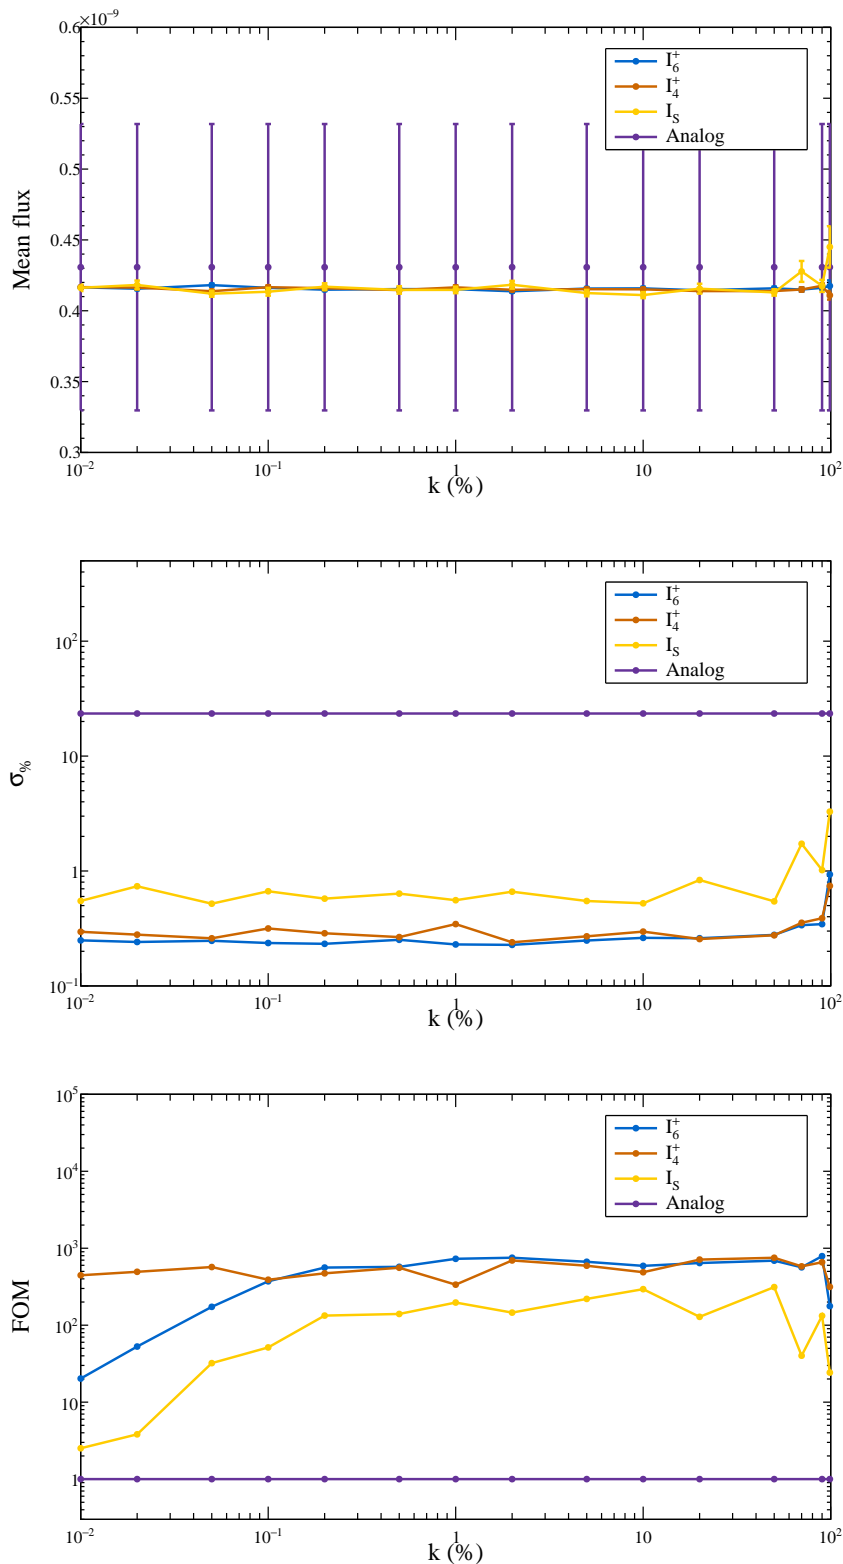 0.6 ×10⁻⁹
I₆⁺
I₄⁺
I_S
Analog
0.55
0.5
0.45
0.4
0.35
0.3
Mean flux
10⁻² 10⁻¹ 1 10 10²
k (%)
I₆⁺
I₄⁺
I_S
Analog
10²
10
1
10⁻¹
σ%
10⁻² 10⁻¹ 1 10 10²
k (%)
10⁵
I₆⁺
I₄⁺
I_S
Analog
10⁴
10³
10²
10
1
FOM
10⁻² 10⁻¹ 1 10 10²
k (%)